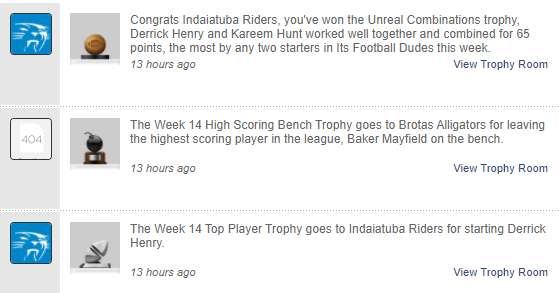 Congrats Indaiatuba Riders, you've won the Unreal Combinations trophy,
Derrick Henry and Kareem Hunt worked well together and combined for 65
points, the most by any two starters in Its Football Dudes this week.
13 hours ago View Trophy Room
404
The Week 14 High Scoring Bench Trophy goes to Brotas Alligators for leaving
the highest scoring player in the league, Baker Mayfield on the bench.
13 hours ago View Trophy Room
The Week 14 Top Player Trophy goes to Indaiatuba Riders for starting Derrick
Henry.
13 hours ago View Trophy Room